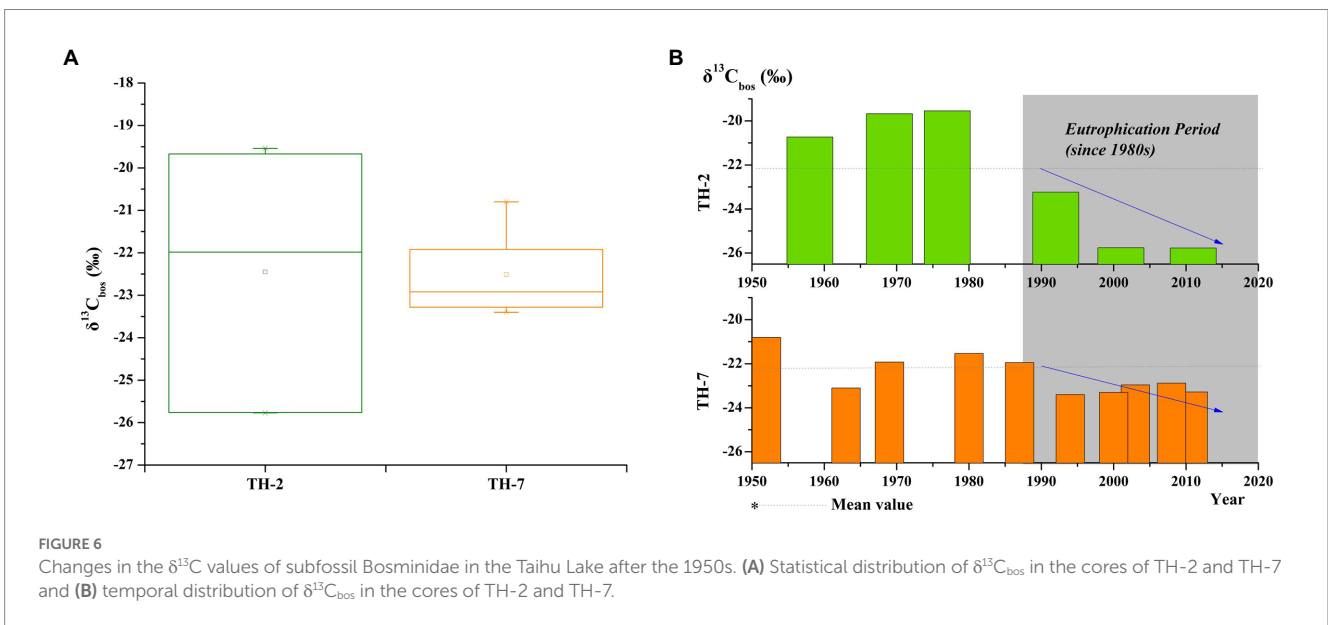 A
δ¹³C_bos (‰)
-18
-19
-20
-21
-22
-23
-24
-25
-26
-27
TH-2 TH-7
B
δ¹³C_bos (‰)
Eutrophication Period
(since 1980s)
TH-2
-20
-22
-24
-26
1950 1960 1970 1980 1990 2000 2010 2020
TH-7
-20
-22
-24
-26
1950 1960 1970 1980 1990 2000 2010 2020
* Mean value Year
FIGURE 6
Changes in the δ¹³C values of subfossil Bosminidae in the Taihu Lake after the 1950s. (A) Statistical distribution of δ¹³C_bos in the cores of TH-2 and TH-7
and (B) temporal distribution of δ¹³C_bos in the cores of TH-2 and TH-7.